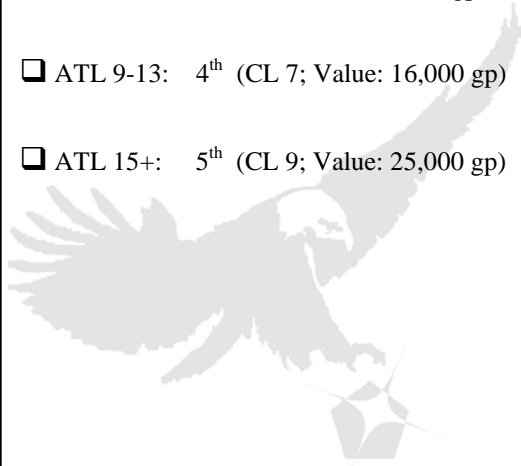 gp
❑ ATL 9-13: 4th (CL 7; Value: 16,000 gp)
❑ ATL 15+: 5th (CL 9; Value: 25,000 gp)